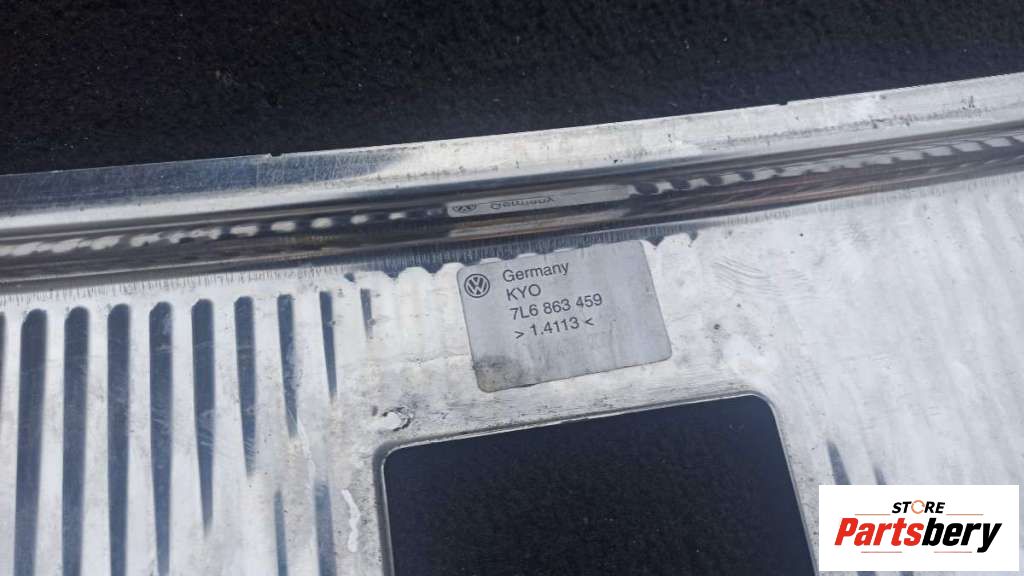 Germany
KYO
7L6 863 459
> 1.4113 <
STORE
Partsbery